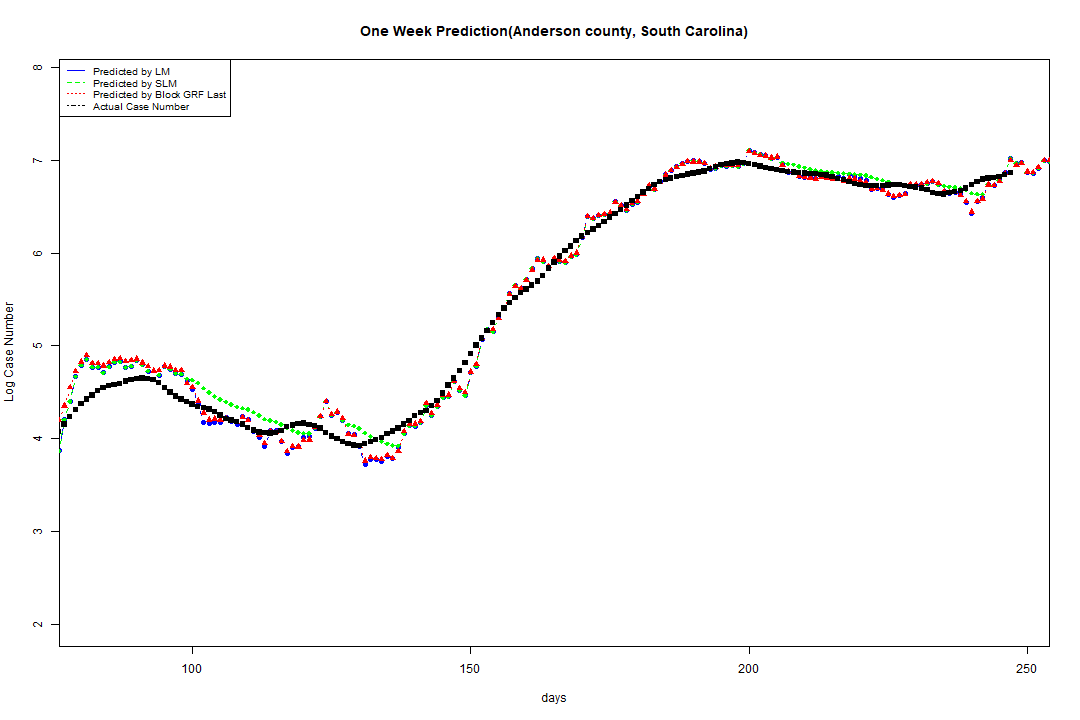 One Week Prediction(Anderson county, South Carolina)
Predicted by LM
Predicted by SLM
Predicted by Block GRF Last
Actual Case Number
8
7
6
5
4
3
2
Log Case Number
100 150 200 250
days